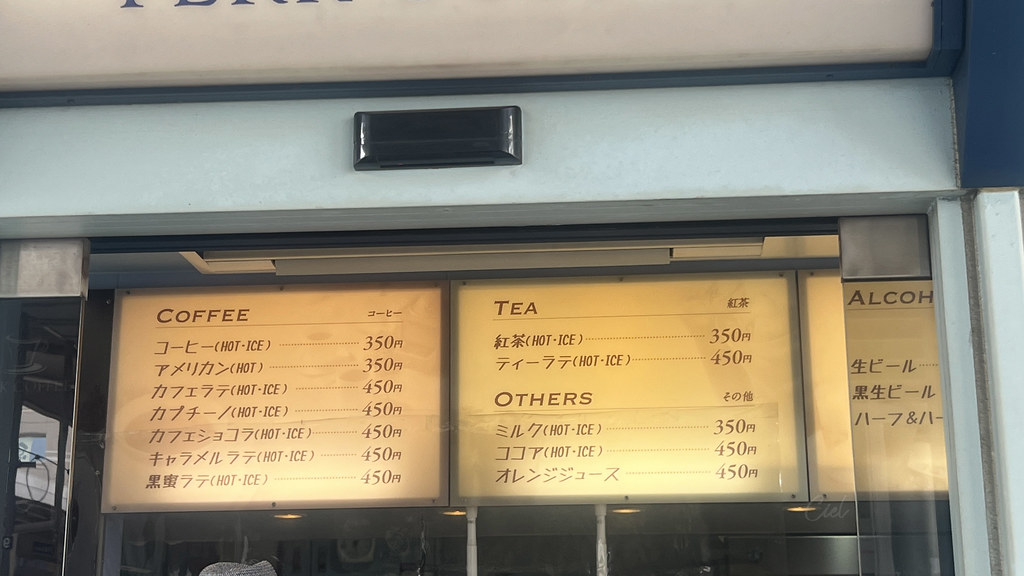 COFFEE コーヒー
コーヒー(HOT・ICE) 350円
アメリカン(HOT) 350円
カフェラテ(HOT・ICE) 450円
カプチーノ(HOT・ICE) 450円
カフェショコラ(HOT・ICE) 450円
キャラメルラテ(HOT・ICE) 450円
黒蜜ラテ(HOT・ICE) 450円
TEA 紅茶
紅茶(HOT・ICE) 350円
ティーラテ(HOT・ICE) 450円
OTHERS その他
ミルク(HOT・ICE) 350円
ココア(HOT・ICE) 450円
オレンジジュース 450円
ALCOH
生ビール
黒生ビール
ハーフ&ハー
Ciel